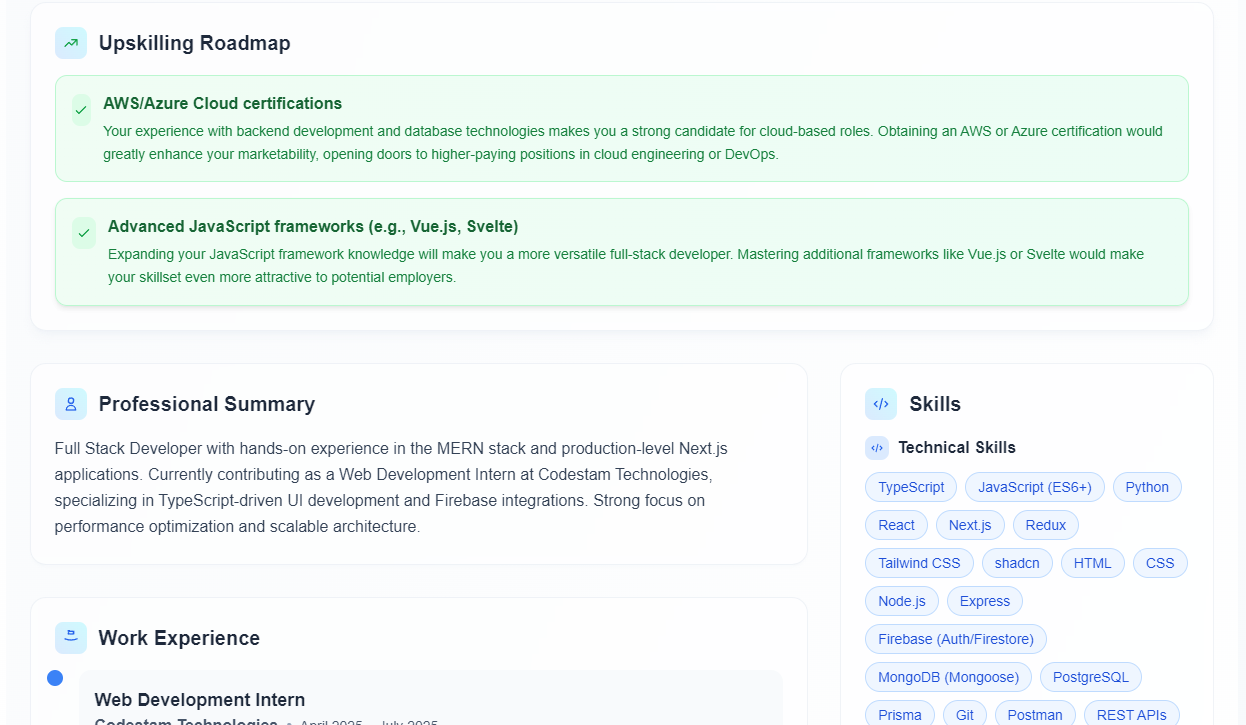 Upskilling Roadmap
AWS/Azure Cloud certifications
Your experience with backend development and database technologies makes you a strong candidate for cloud-based roles. Obtaining an AWS or Azure certification would
greatly enhance your marketability, opening doors to higher-paying positions in cloud engineering or DevOps.
Advanced JavaScript frameworks (e.g., Vue.js, Svelte)
Expanding your JavaScript framework knowledge will make you a more versatile full-stack developer. Mastering additional frameworks like Vue.js or Svelte would make
your skillset even more attractive to potential employers.
Professional Summary
Full Stack Developer with hands-on experience in the MERN stack and production-level Next.js
applications. Currently contributing as a Web Development Intern at Codestam Technologies,
specializing in TypeScript-driven UI development and Firebase integrations. Strong focus on
performance optimization and scalable architecture.
Work Experience
Web Development Intern
Codestam Technologies • April 2025 – July 2025
Skills
Technical Skills
TypeScript JavaScript (ES6+) Python
React Next.js Redux
Tailwind CSS shadcn HTML CSS
Node.js Express
Firebase (Auth/Firestore)
MongoDB (Mongoose) PostgreSQL
Prisma Git Postman REST APIs